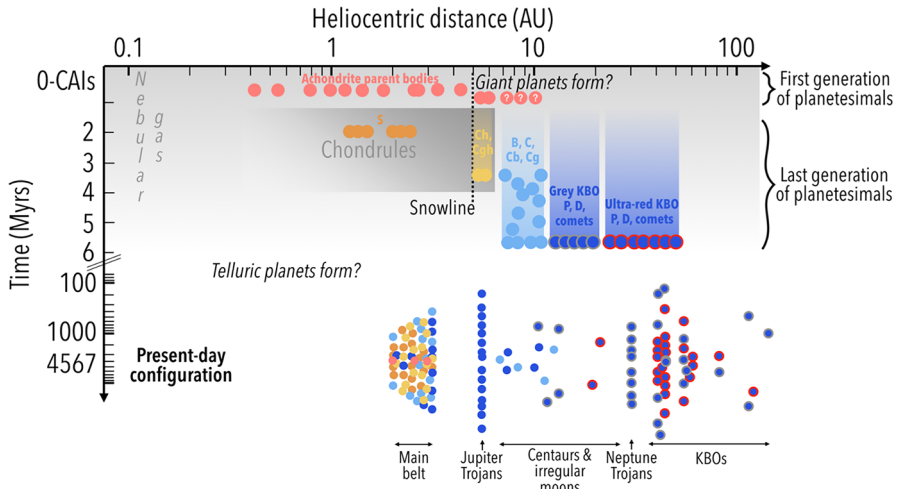 Heliocentric distance (AU)
0.1 1 10 100
0-CAIs
2
3
4
5
6
100
1000
4567
Time (Myrs)
Nebular
gas
Achondrite parent bodies
Giant planets form?
? ? ?
First generation
of planetesimals
S
Chondrules
Ch,
Cgh
B, C,
Cb, Cg
Grey KBO
P, D,
comets
Ultra-red KBO
P, D, comets
Last generation
of planetesimals
Snowline
Telluric planets form?
Present-day
configuration
Main
belt
Jupiter
Trojans
Centaurs &
irregular
moons
Neptune
Trojans
KBOs